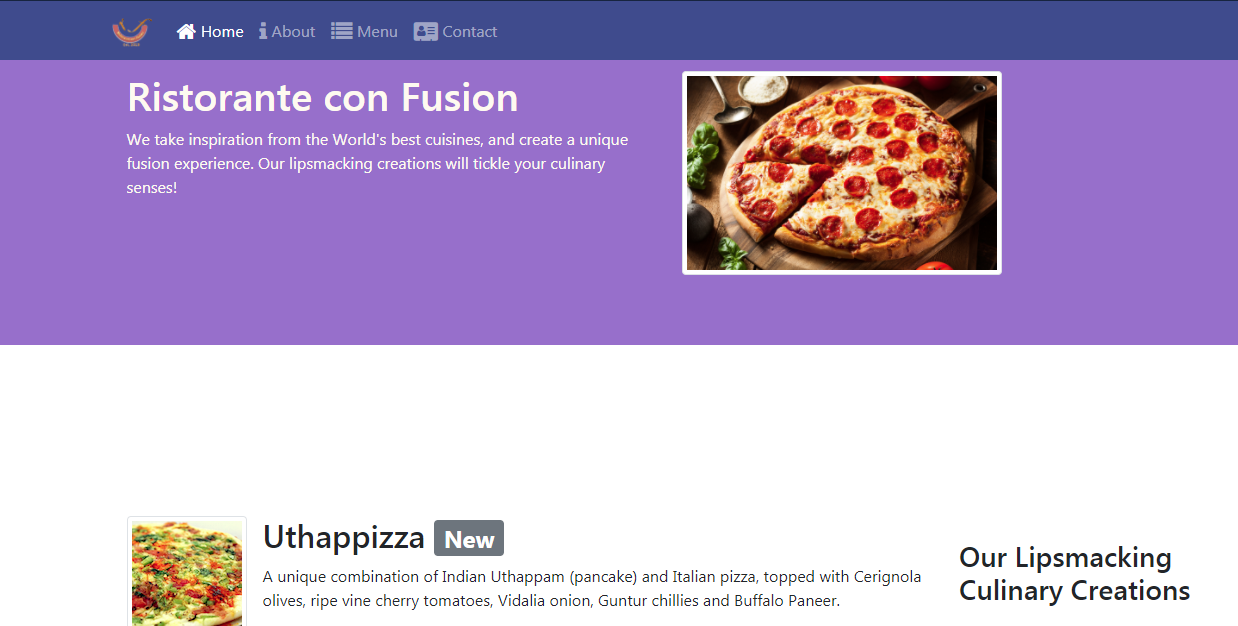 Home About Menu Contact
Ristorante con Fusion
We take inspiration from the World's best cuisines, and create a unique
fusion experience. Our lipsmacking creations will tickle your culinary
senses!
Uthappizza New
A unique combination of Indian Uthappam (pancake) and Italian pizza, topped with Cerignola
olives, ripe vine cherry tomatoes, Vidalia onion, Guntur chillies and Buffalo Paneer.
Our Lipsmacking
Culinary Creations